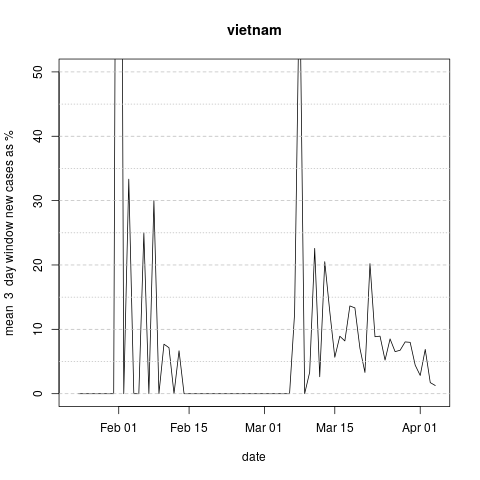 vietnam
mean 3 day window new cases as %
50
40
30
20
10
0
Feb 01
Feb 15
Mar 01
Mar 15
Apr 01
date